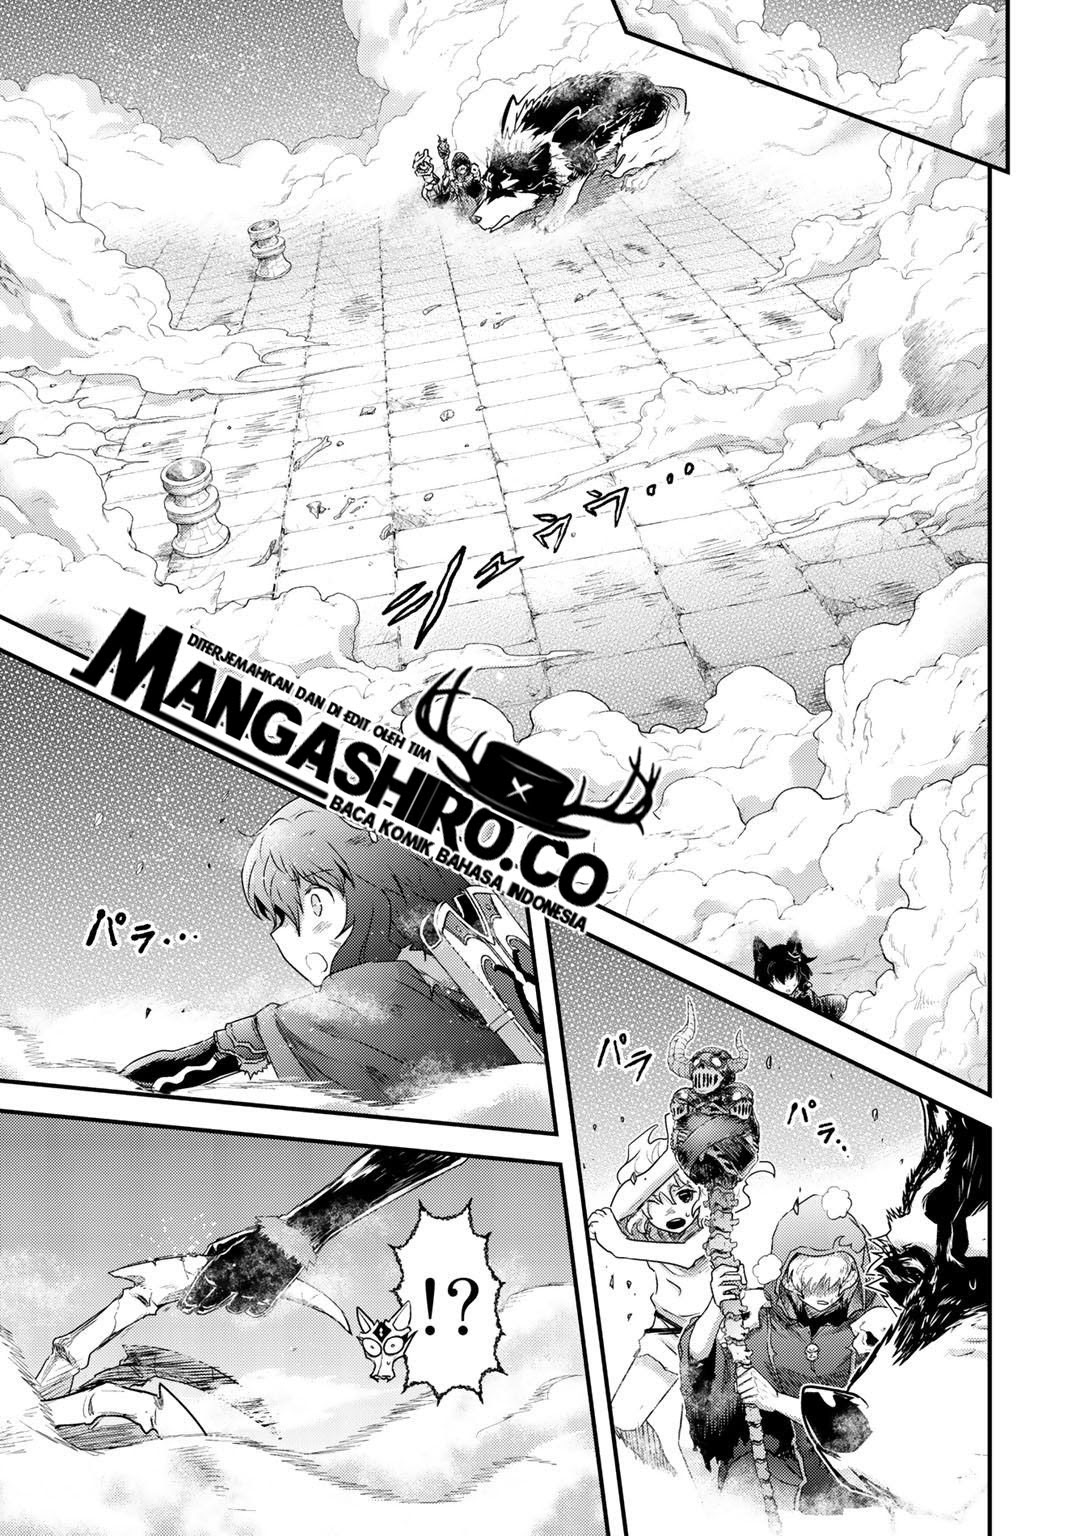 シュウウ...
DITERJEMAHKAN DAN DI EDIT OLEH TIM
MANGASHIRO.CO
BACA KOMIK BAHASA INDONESIA
パラ...
パラ
パラ..
!?